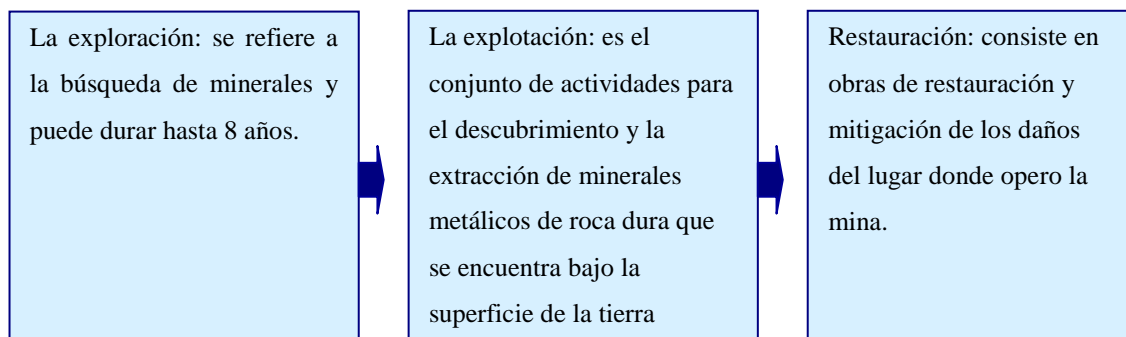 La exploración: se refiere a
la búsqueda de minerales y
puede durar hasta 8 años.
La explotación: es el
conjunto de actividades para
el descubrimiento y la
extracción de minerales
metálicos de roca dura que
se encuentra bajo la
superficie de la tierra
Restauración: consiste en
obras de restauración y
mitigación de los daños
del lugar donde opero la
mina.